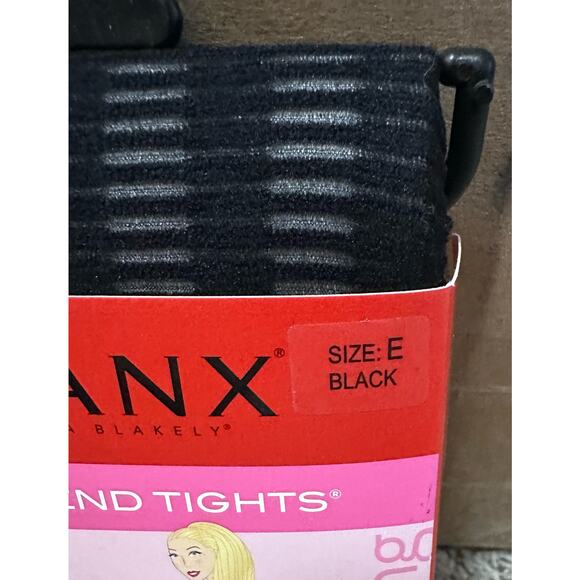 ANX®
SIZE: E
BLACK
A BLAKELY®
END TIGHTS®